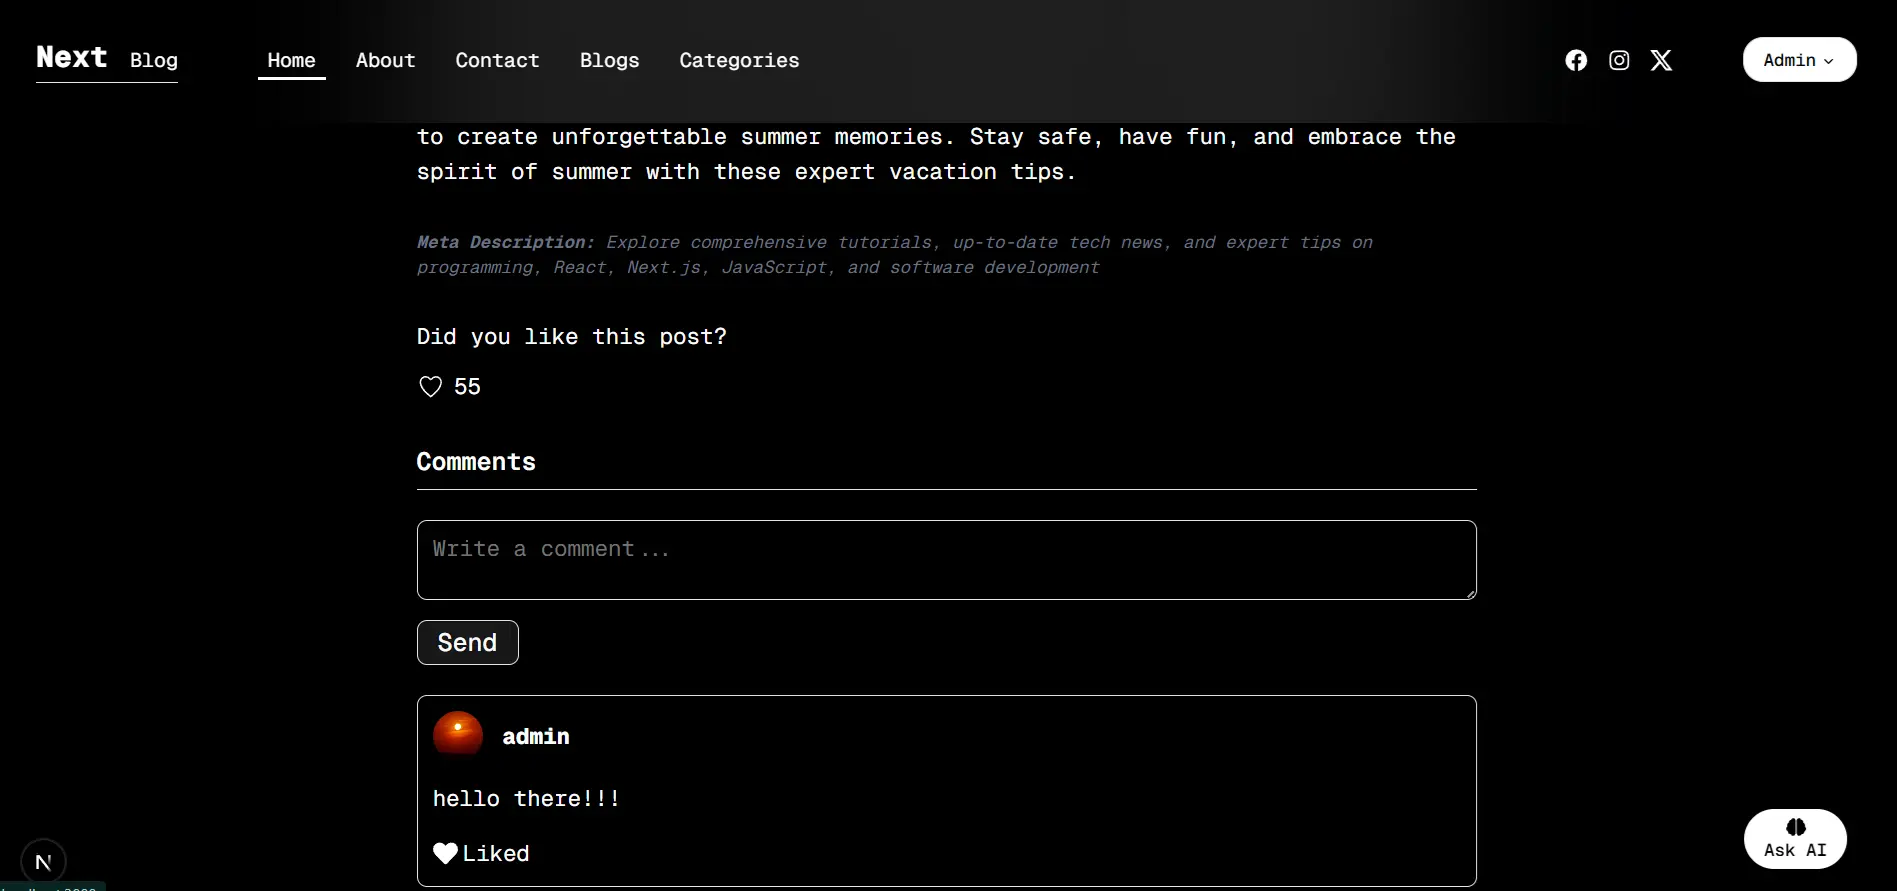 Next Blog Home About Contact Blogs Categories Admin
to create unforgettable summer memories. Stay safe, have fun, and embrace the
spirit of summer with these expert vacation tips.
Meta Description: Explore comprehensive tutorials, up-to-date tech news, and expert tips on
programming, React, Next.js, JavaScript, and software development
Did you like this post?
55
Comments
Write a comment...
Send
admin
hello there!!!
Liked
N
Ask AI